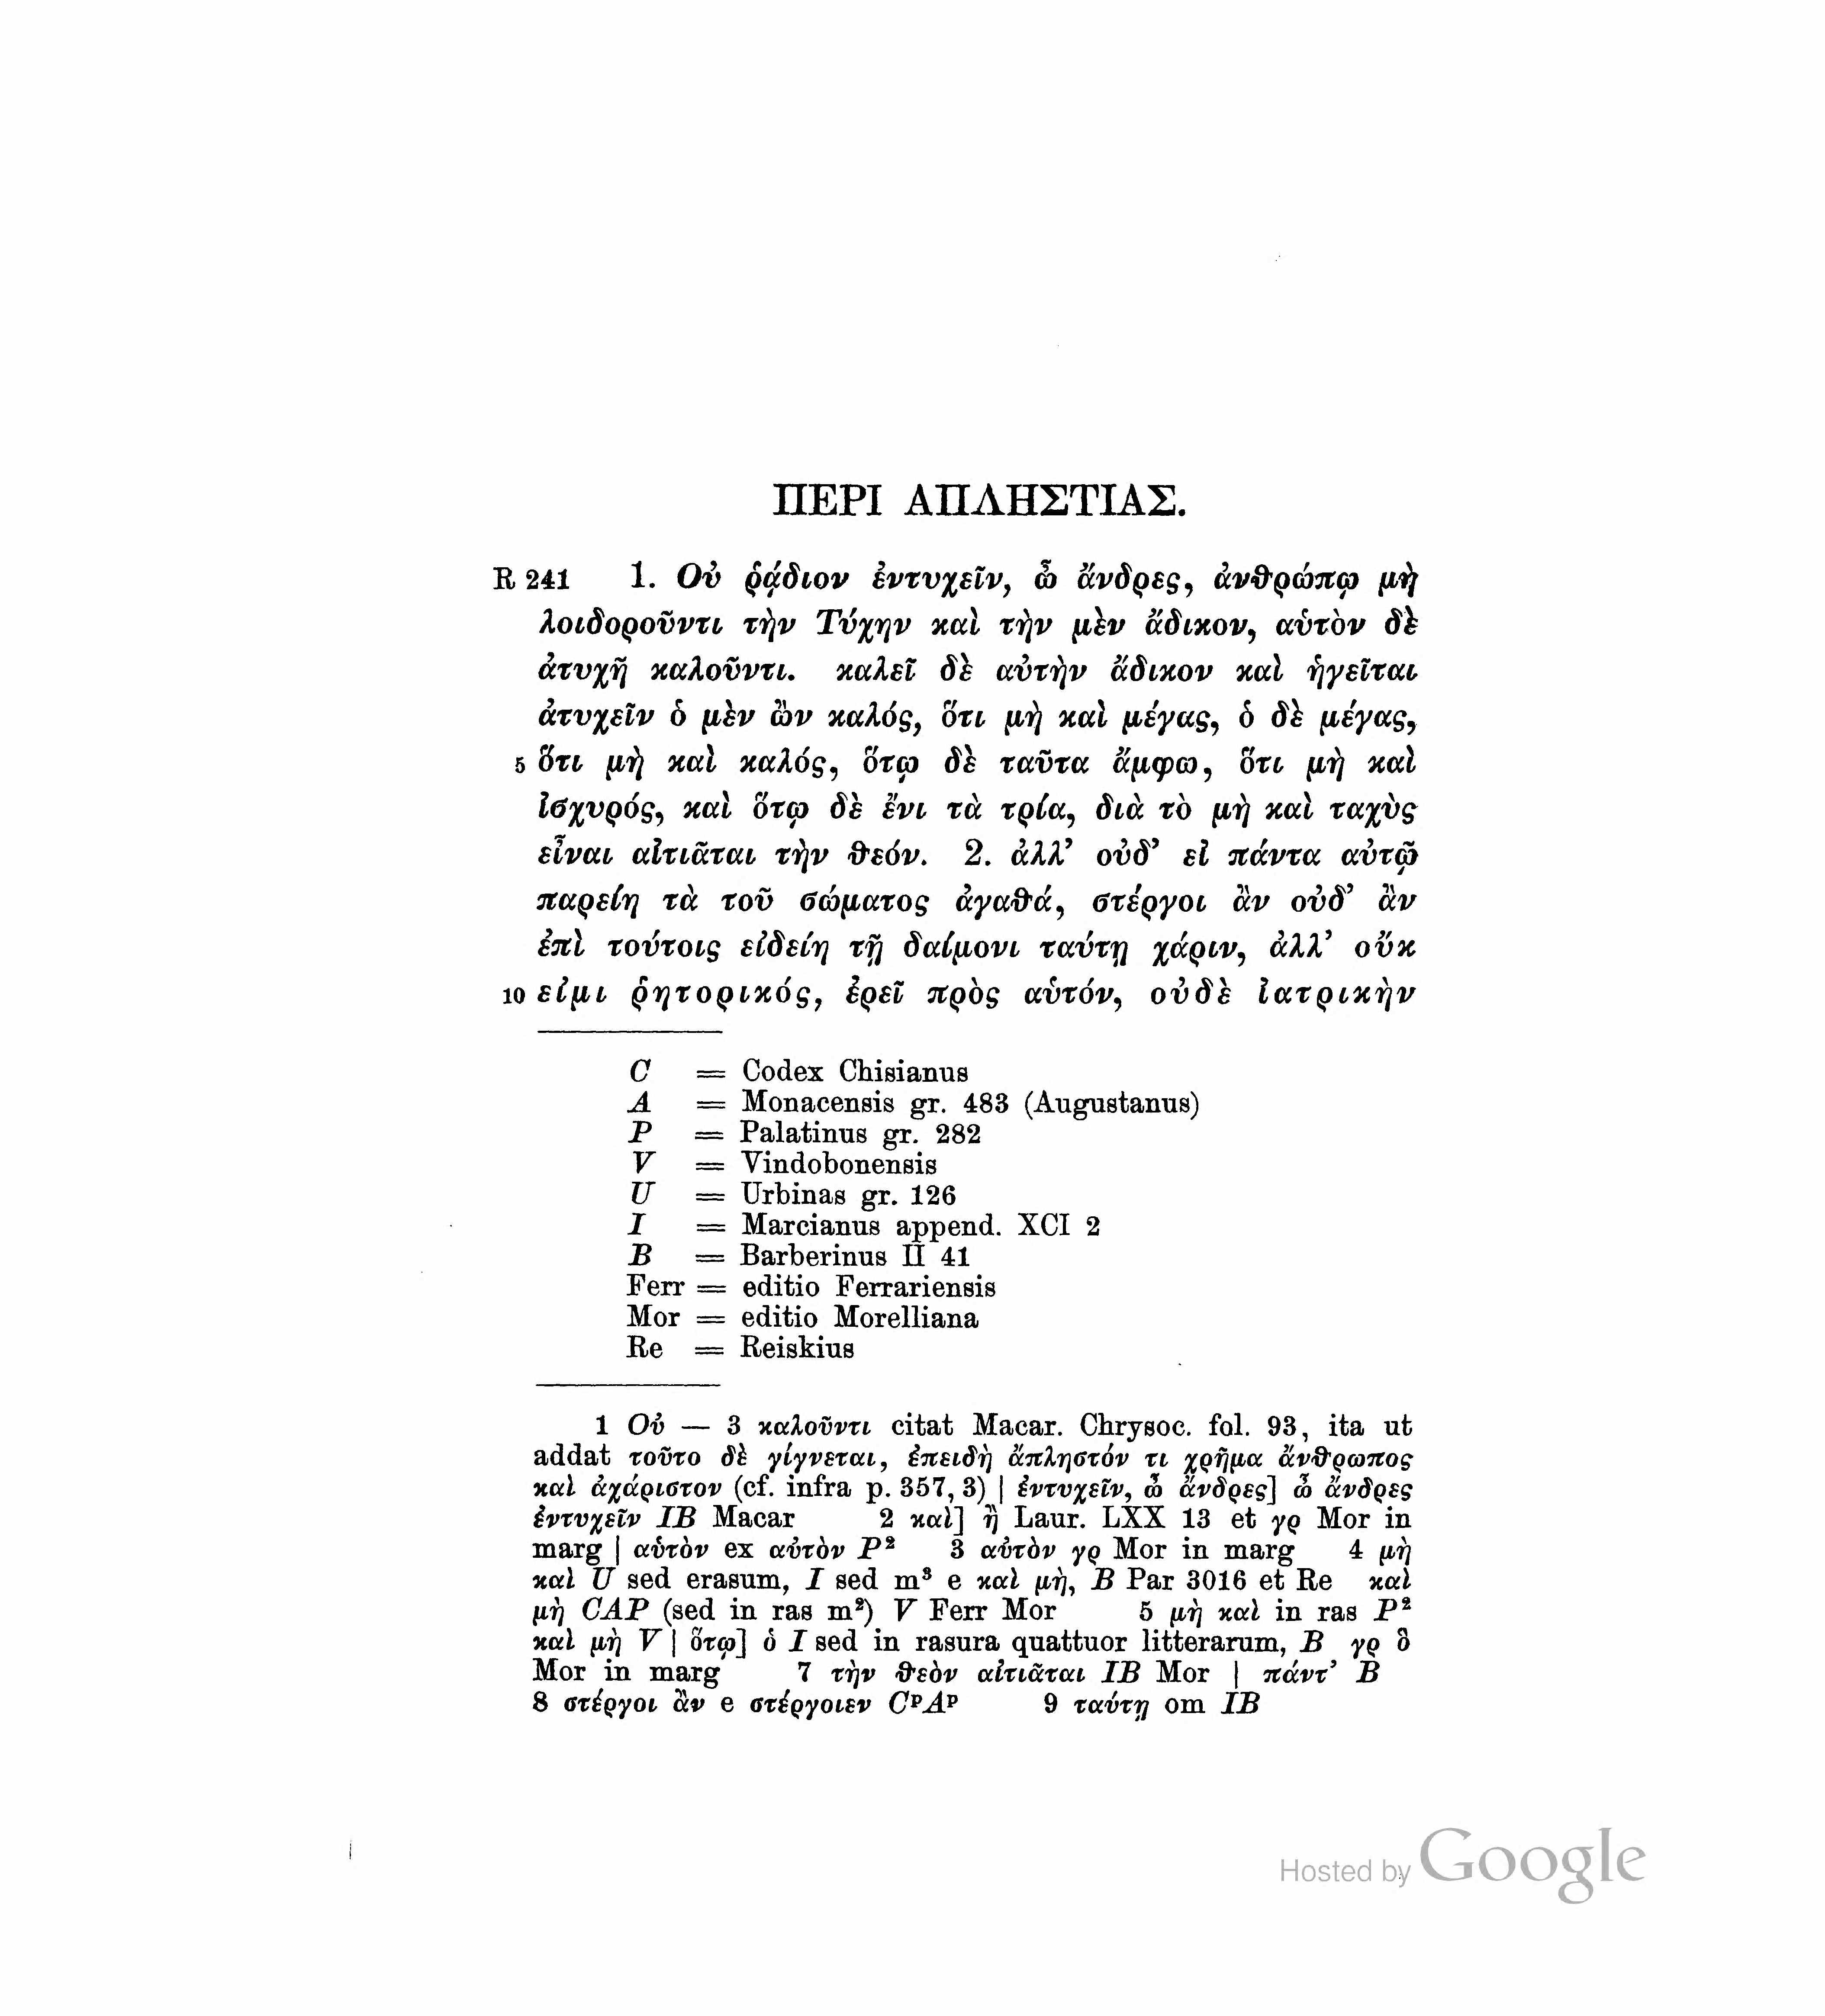 ΠΕΡΙ ΑΠΛΗΣΤΙΑΣ.
R 241 1. Οὐ ῥᾴδιον ἐντυχεῖν, ὦ ἄνδρες, ἀνθρώπῳ μὴ
λοιδοροῦντι τὴν Τύχην καὶ τὴν μὲν ἄδικον, αὑτὸν δὲ
ἀτυχῆ καλοῦντι. καλεῖ δὲ αὐτὴν ἄδικον καὶ ἡγεῖται
ἀτυχεῖν ὁ μὲν ὢν καλός, ὅτι μὴ καὶ μέγας, ὁ δὲ μέγας,
5 ὅτι μὴ καὶ καλός, ὅτῳ δὲ ταῦτα ἄμφω, ὅτι μὴ καὶ
ἰσχυρός, καὶ ὅτῳ δὲ ἔνι τὰ τρία, διὰ τὸ μὴ καὶ ταχὺς
εἶναι αἰτιᾶται τὴν θεόν. 2. ἀλλ’ οὐδ’ εἰ πάντα αὐτῷ
παρείη τὰ τοῦ σώματος ἀγαθά, στέργοι ἂν οὐδ’ ἂν
ἐπὶ τούτοις εἰδείη τῇ δαίμονι ταύτῃ χάριν, ἀλλ’ οὔκ
10 εἰμι ῥητορικός, ἐρεῖ πρὸς αὑτόν, οὐδὲ ἰατρικὴν
C = Codex Chisianus
A = Monacensis gr. 483 (Augustanus)
P = Palatinus gr. 282
V = Vindobonensis
U = Urbinas gr. 126
I = Marcianus append. XCI 2
B = Barberinus II 41
Ferr = editio Ferrariensis
Mor = editio Morelliana
Re = Reiskius
1 Οὐ — 3 καλοῦντι citat Macar. Chrysoc. fol. 93, ita ut
addat τοῦτο δὲ γίγνεται, ἐπειδὴ ἄπληστόν τι χρῆμα ἄνθρωπος
καὶ ἀχάριστον (cf. infra p. 357, 3) | ἐντυχεῖν, ὦ ἄνδρες] ὦ ἄνδρες
ἐντυχεῖν IB Macar 2 καὶ] ἢ Laur. LXX 13 et γρ Mor in
marg | αὑτὸν ex αὐτὸν P² 3 αὐτὸν γρ Mor in marg 4 μὴ
καὶ U sed erasum, I sed m³ e καὶ μὴ, B Par 3016 et Re καὶ
μὴ CAP (sed in ras m²) V Ferr Mor 5 μὴ καὶ in ras P²
καὶ μὴ V | ὅτῳ] ὁ I sed in rasura quattuor litterarum, B γρ ὃ
Mor in marg 7 τὴν θεὸν αἰτιᾶται IB Mor | πάντ’ B
8 στέργοι ἂν e στέργοιεν CᵖAᵖ 9 ταύτῃ om IB
Hosted by Google